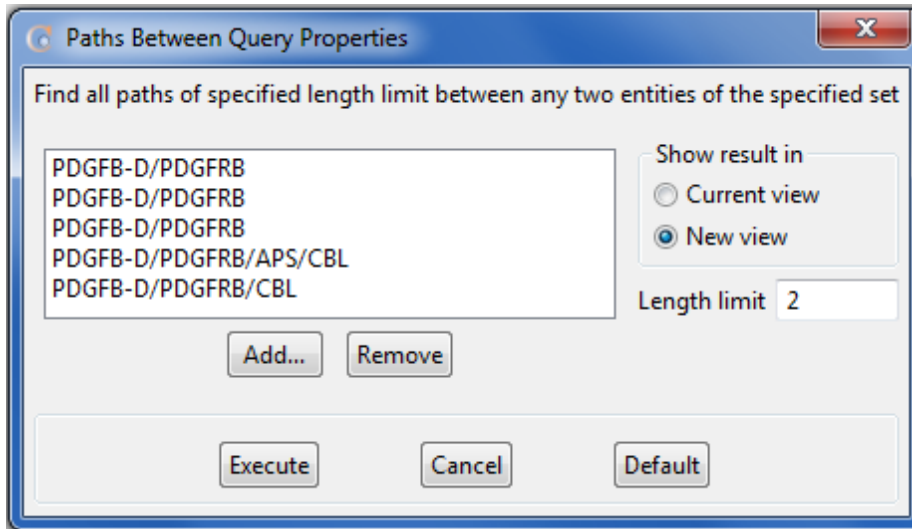 Paths Between Query Properties
Find all paths of specified length limit between any two entities of the specified set
PDGFB-D/PDGFRB
PDGFB-D/PDGFRB
PDGFB-D/PDGFRB
PDGFB-D/PDGFRB/APS/CBL
PDGFB-D/PDGFRB/CBL
Show result in
Current view
New view
Length limit 2
Add... Remove
Execute Cancel Default